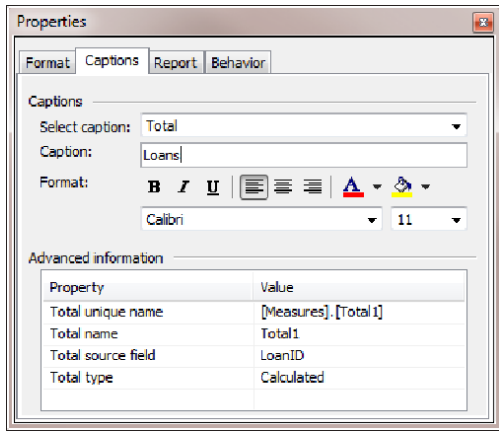 Properties
Format Captions Report Behavior
Captions
Select caption: Total
Caption: Loans
Format: B I U A
Calibri 11
Advanced information
Property Value
Total unique name [Measures].[Total1]
Total name Total1
Total source field LoanID
Total type Calculated